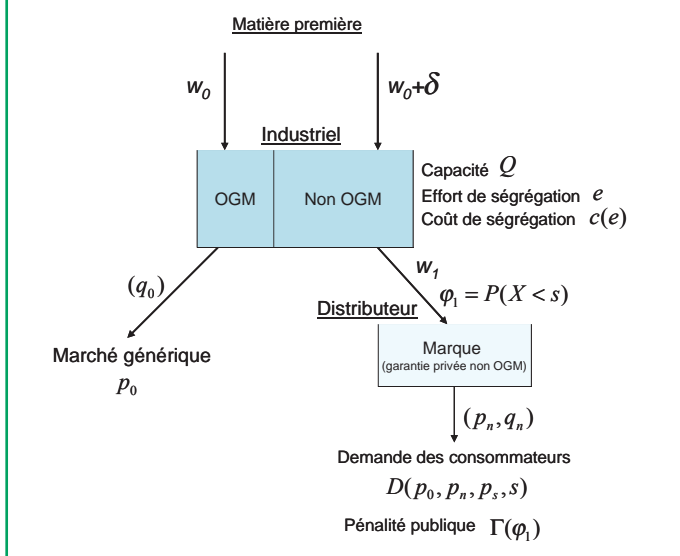 Matière première
w₀
w₀+δ
Industriel
OGM
Non OGM
Capacité Q
Effort de ségrégation e
Coût de ségrégation c(e)
(q₀)
w₁
φ₁ = P(X < s)
Distributeur
Marché générique
p₀
Marque
(garantie privée non OGM)
(pₙ, qₙ)
Demande des consommateurs
D(p₀, pₙ, pₛ, s)
Pénalité publique Γ(φ₁)